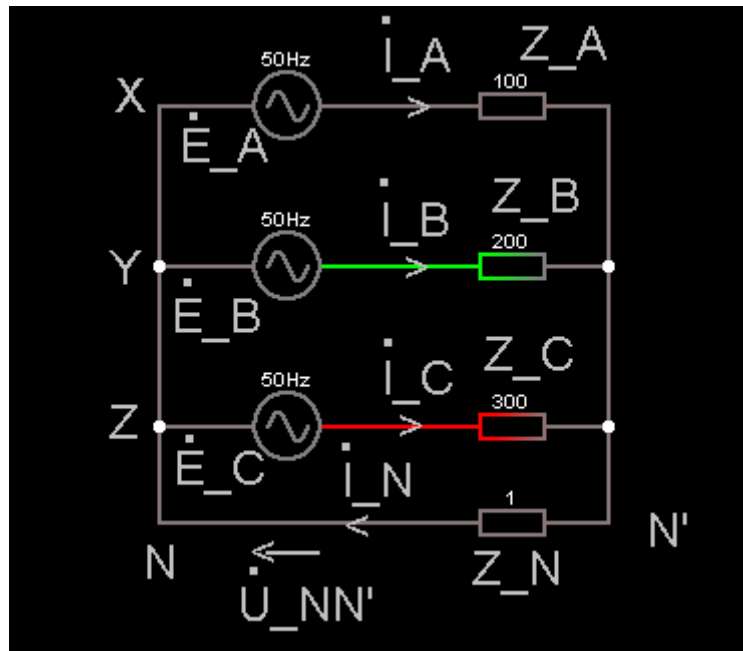 50Hz
İ_A
Z_A
100
X
Ė_A
50Hz
İ_B
Z_B
200
Y
Ė_B
50Hz
İ_C
Z_C
300
Z
Ė_C
İ_N
1
N
Z_N
N'
U̇_NN'